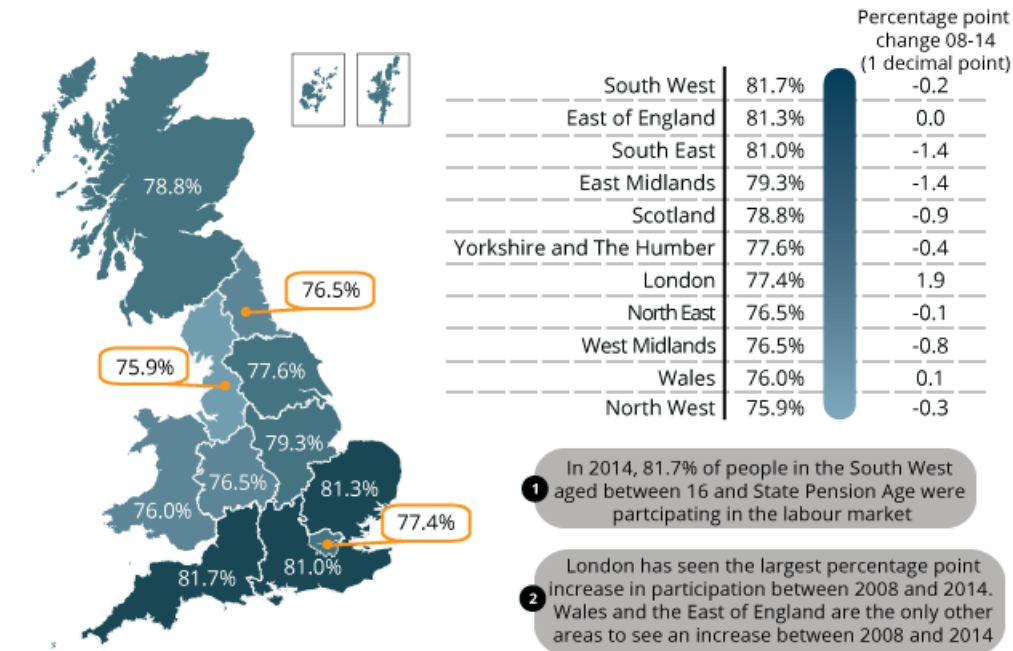 Percentage point
change 08-14
(1 decimal point)
South West 81.7% -0.2
East of England 81.3% 0.0
South East 81.0% -1.4
East Midlands 79.3% -1.4
Scotland 78.8% -0.9
Yorkshire and The Humber 77.6% -0.4
London 77.4% 1.9
North East 76.5% -0.1
West Midlands 76.5% -0.8
Wales 76.0% 0.1
North West 75.9% -0.3
78.8%
76.5%
75.9%
77.6%
79.3%
76.5%
81.3%
76.0%
77.4%
81.7%
81.0%
1
In 2014, 81.7% of people in the South West
aged between 16 and State Pension Age were
partcipating in the labour market
2
London has seen the largest percentage point
increase in participation between 2008 and 2014.
Wales and the East of England are the only other
areas to see an increase between 2008 and 2014